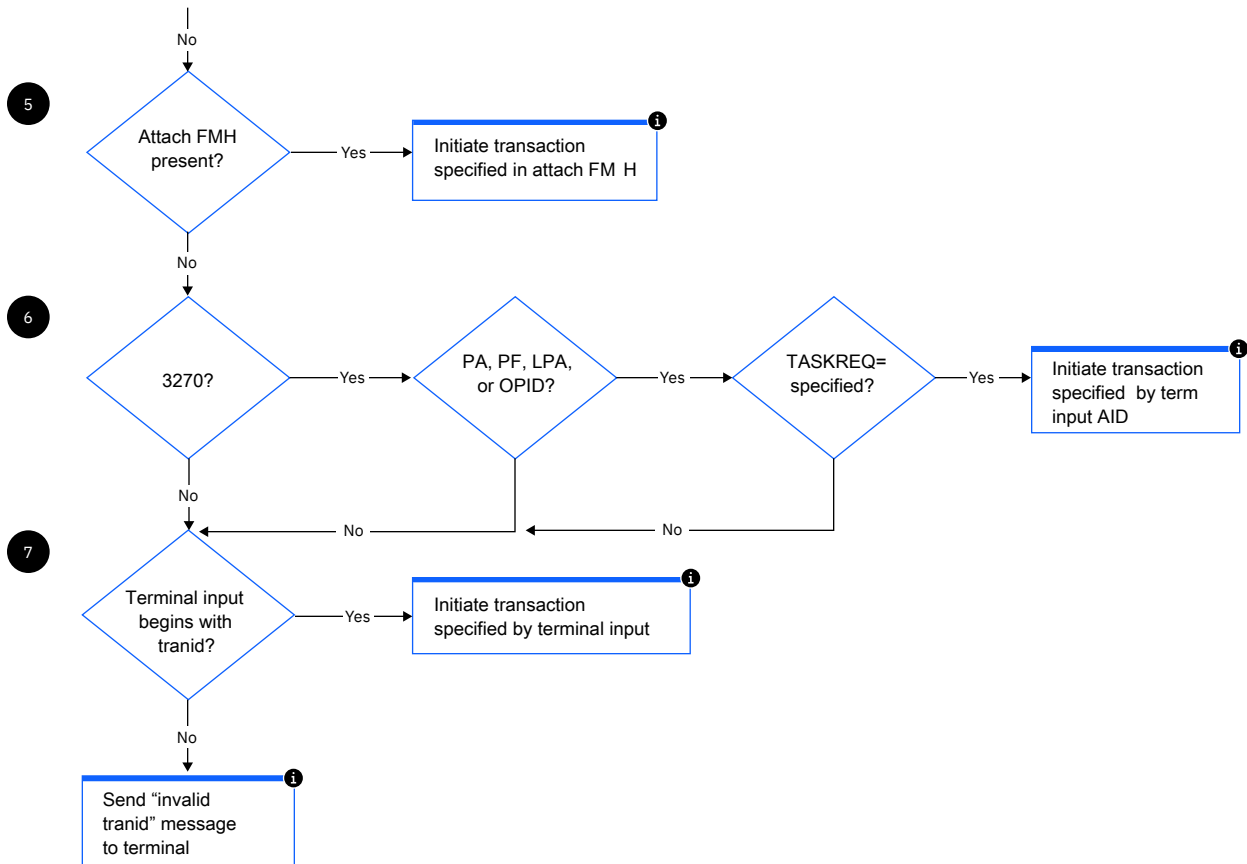 No
5
Attach FMH
present?
Yes
Initiate transaction
specified in attach FM H
i
No
6
3270?
Yes
PA, PF, LPA,
or OPID?
Yes
TASKREQ=
specified?
Yes
Initiate transaction
specified by term
input AID
i
No
No
No
7
Terminal input
begins with
tranid?
Yes
Initiate transaction
specified by terminal input
i
No
Send “invalid
tranid” message
to terminal
i